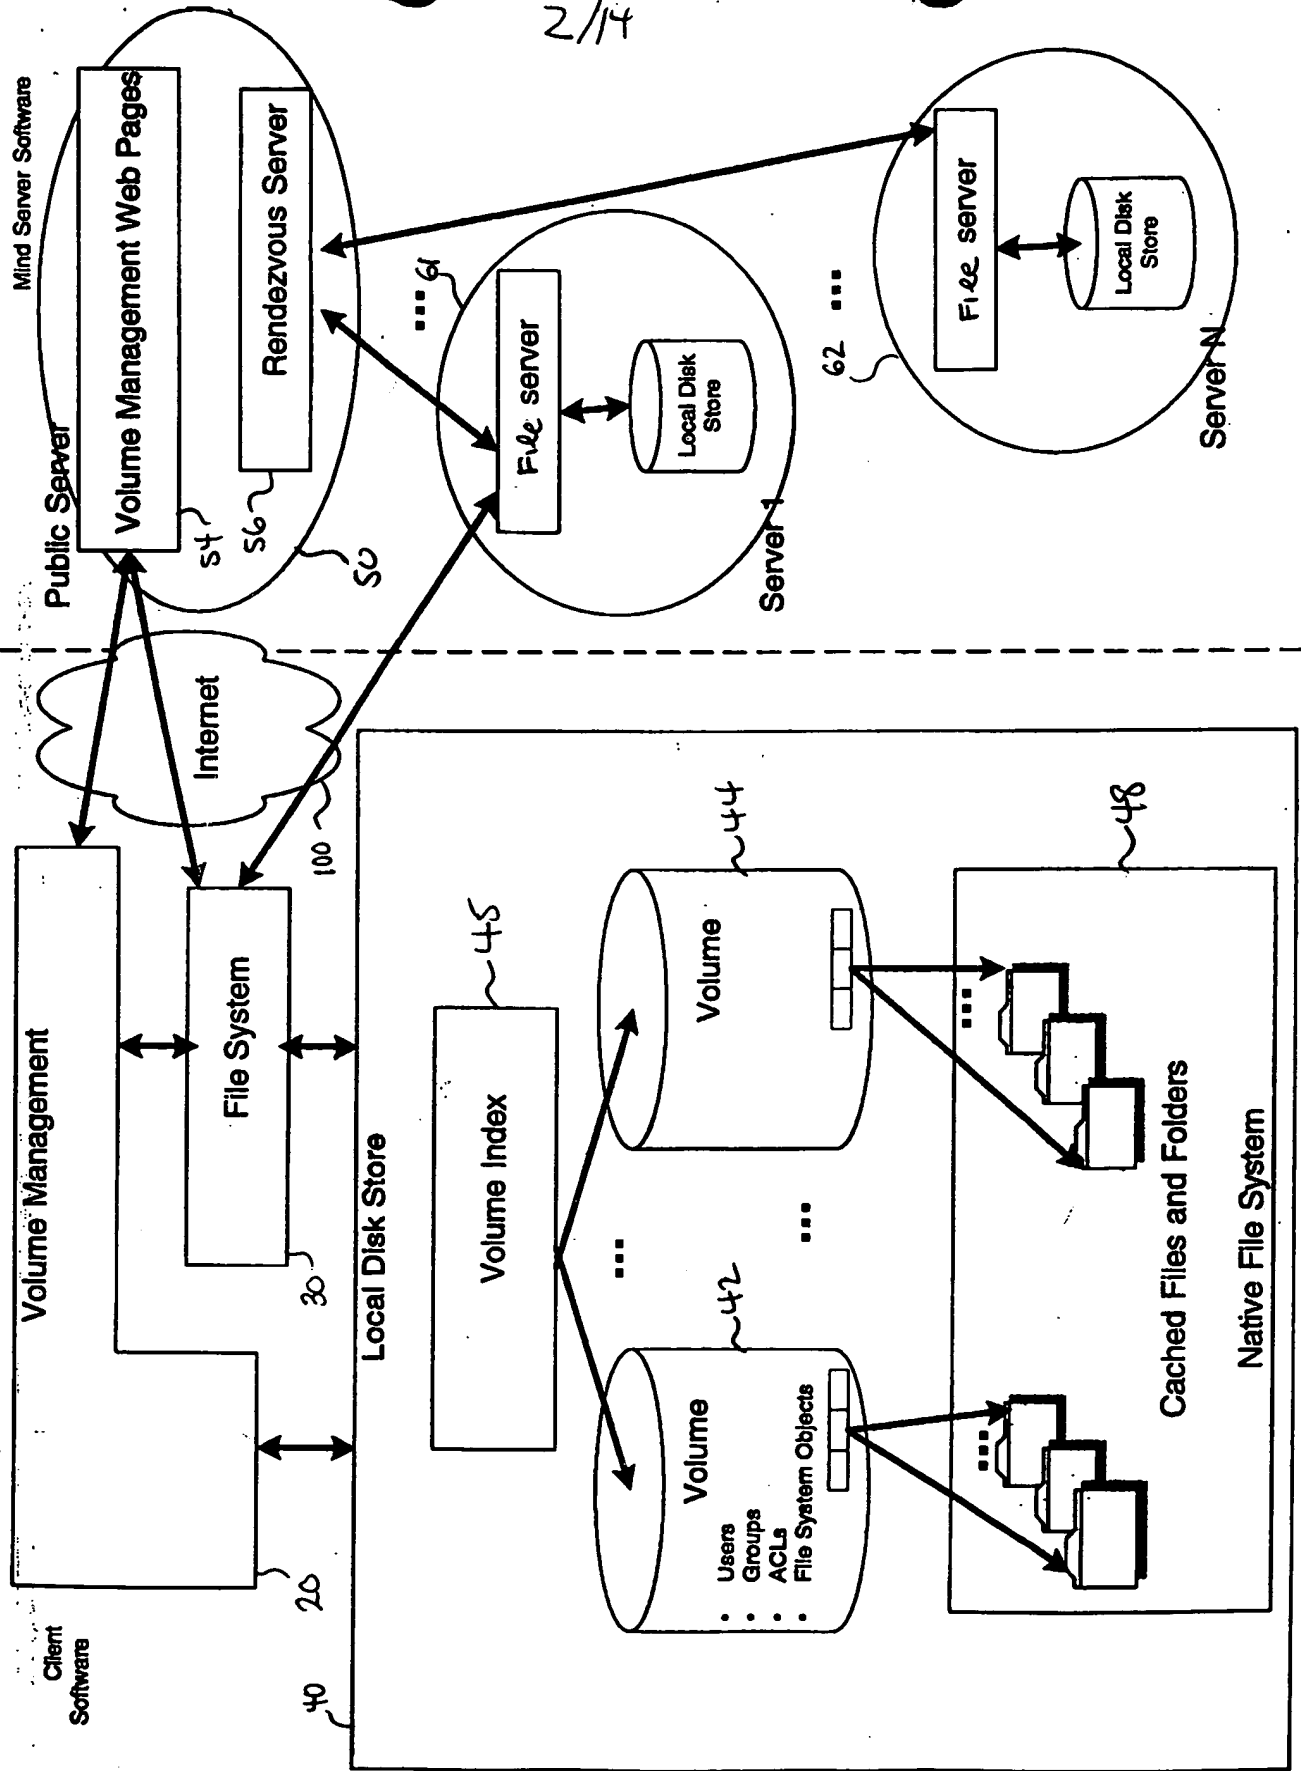 2/14
Client
Software
Mind Server Software
Volume Management
20
File System
30
Internet
100
Public Server
Volume Management Web Pages
54
Rendezvous Server
56
50
Local Disk Store
40
Volume Index
45
...
Volume
42
• Users
• Groups
• ACLs
• File System Objects
...
Volume
44
...
...
Cached Files and Folders
Native File System
48
...
61
File server
Local Disk
Store
Server 1
...
62
File server
Local Disk
Store
Server N